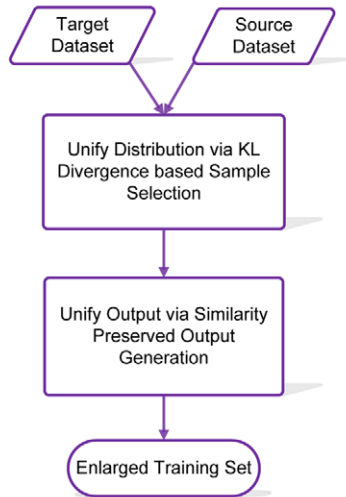 Target
Dataset
Source
Dataset
Unify Distribution via KL
Divergence based Sample
Selection
Unify Output via Similarity
Preserved Output
Generation
Enlarged Training Set